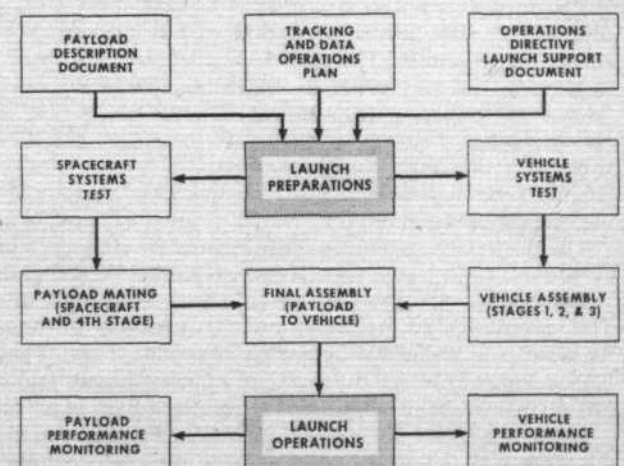 PAYLOAD
DESCRIPTION
DOCUMENT
TRACKING
AND DATA
OPERATIONS
PLAN
OPERATIONS
DIRECTIVE
LAUNCH SUPPORT
DOCUMENT
SPACECRAFT
SYSTEMS
TEST
LAUNCH
PREPARATIONS
VEHICLE
SYSTEMS
TEST
PAYLOAD MATING
(SPACECRAFT
AND 4TH STAGE)
FINAL ASSEMBLY
(PAYLOAD
TO VEHICLE)
VEHICLE ASSEMBLY
(STAGES 1, 2, & 3)
PAYLOAD
PERFORMANCE
MONITORING
LAUNCH
OPERATIONS
VEHICLE
PERFORMANCE
MONITORING